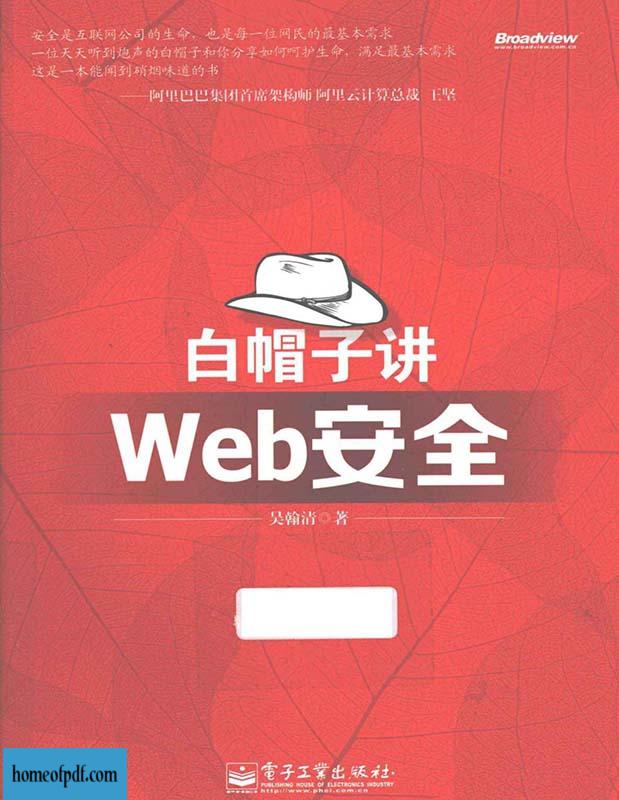 安全是互联网公司的生命，也是每一位网民的最基本需求
一位天天听到炮声的白帽子和你分享如何呵护生命，满足最基本需求
这是一本能闻到硝烟味道的书
——阿里巴巴集团首席架构师 阿里云计算总裁 王坚
Broadview
www.broadview.com.cn
白帽子讲
Web安全
吴翰清 著
電子工業出版社
PUBLISHING HOUSE OF ELECTRONICS INDUSTRY
http://www.phei.com.cn
homeofpdf.com